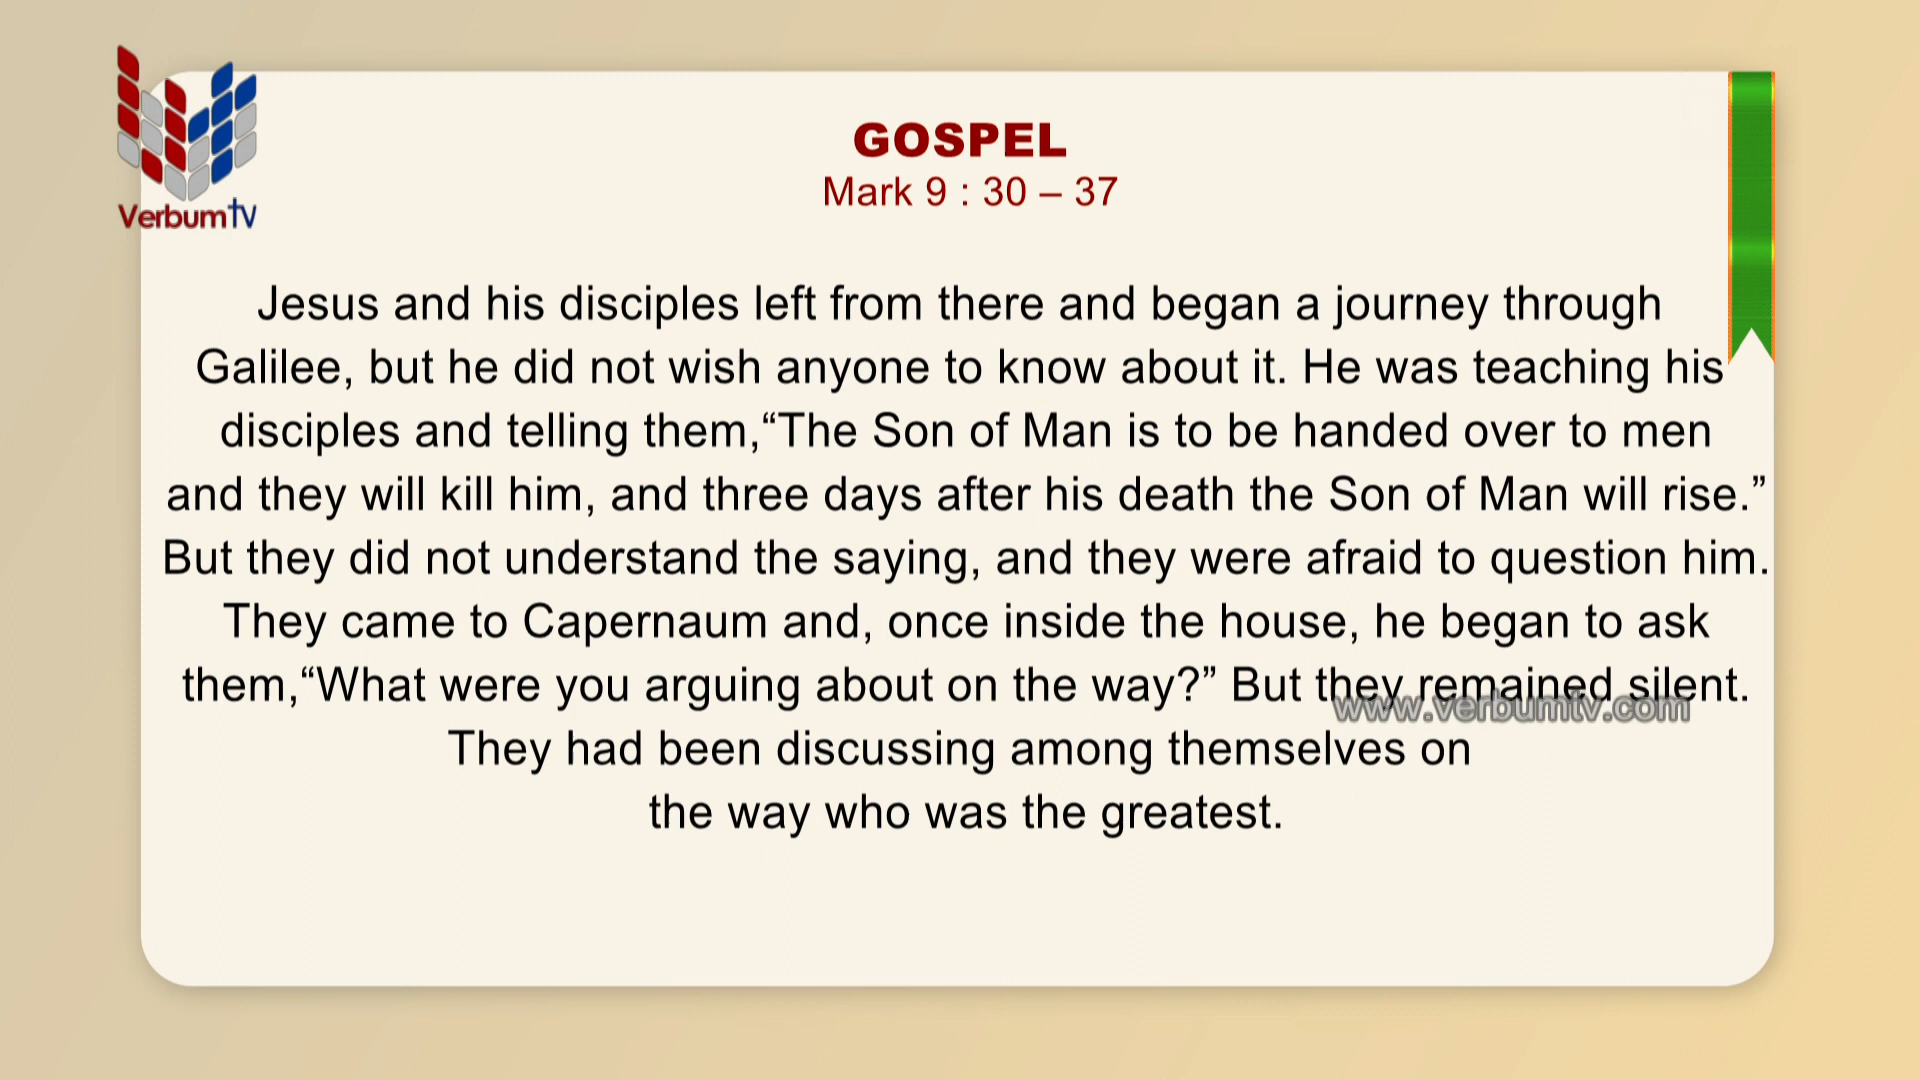 VerbumTV
GOSPEL
Mark 9 : 30 – 37
Jesus and his disciples left from there and began a journey through
Galilee, but he did not wish anyone to know about it. He was teaching his
disciples and telling them,“The Son of Man is to be handed over to men
and they will kill him, and three days after his death the Son of Man will rise.”
But they did not understand the saying, and they were afraid to question him.
They came to Capernaum and, once inside the house, he began to ask
them,“What were you arguing about on the way?” But they remained silent.
www.verbumtv.com
They had been discussing among themselves on
the way who was the greatest.